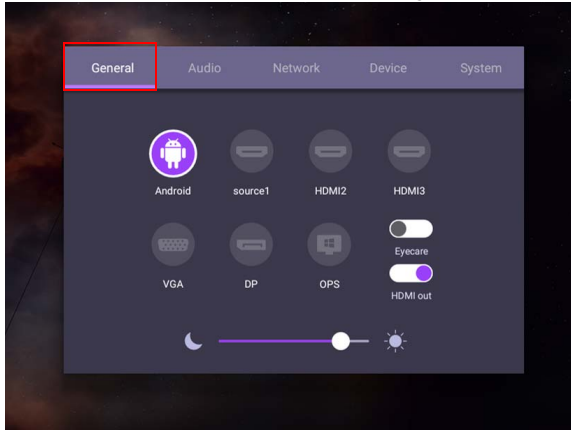 General Audio Network Device System
Android source1 HDMI2 HDMI3
Eyecare
VGA DP OPS
HDMI out